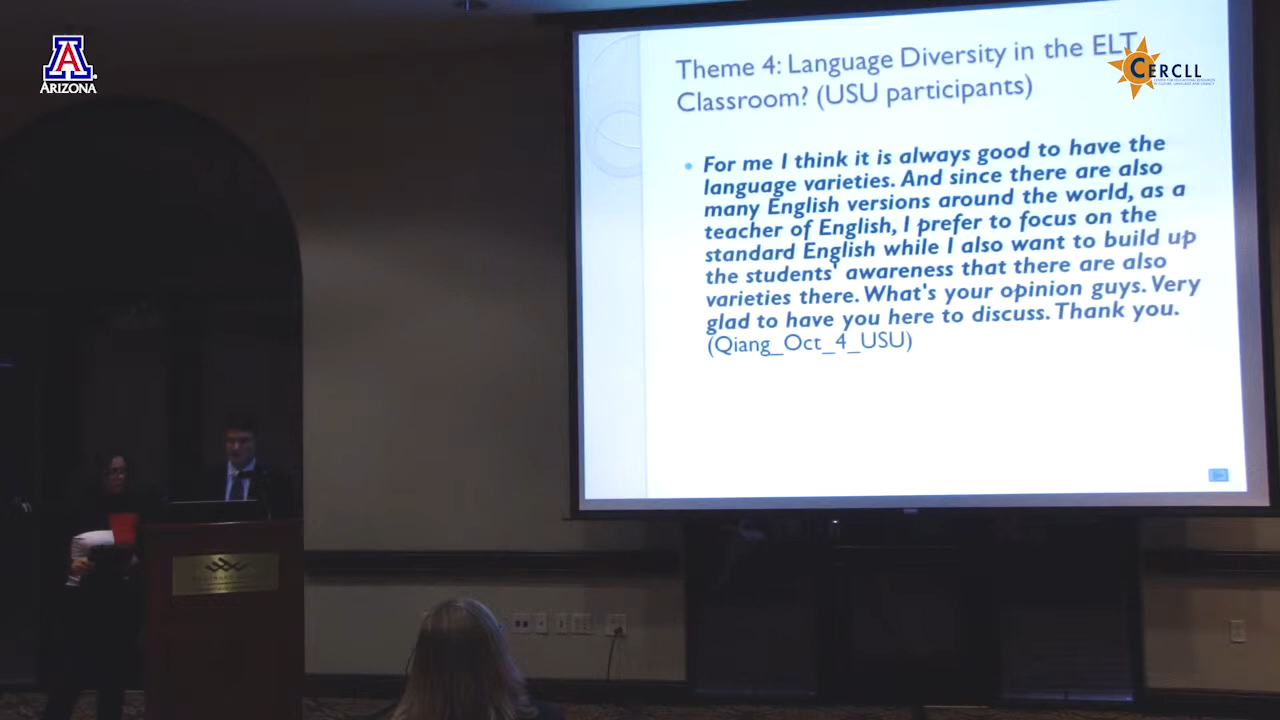 A
ARIZONA
Theme 4: Language Diversity in the ELT
Classroom? (USU participants)
CERCLL
For me I think it is always good to have the
language varieties. And since there are also
many English versions around the world, as a
teacher of English, I prefer to focus on the
standard English while I also want to build up
the students' awareness that there are also
varieties there. What's your opinion guys. Very
glad to have you here to discuss. Thank you.
(Qiang_Oct_4_USU)